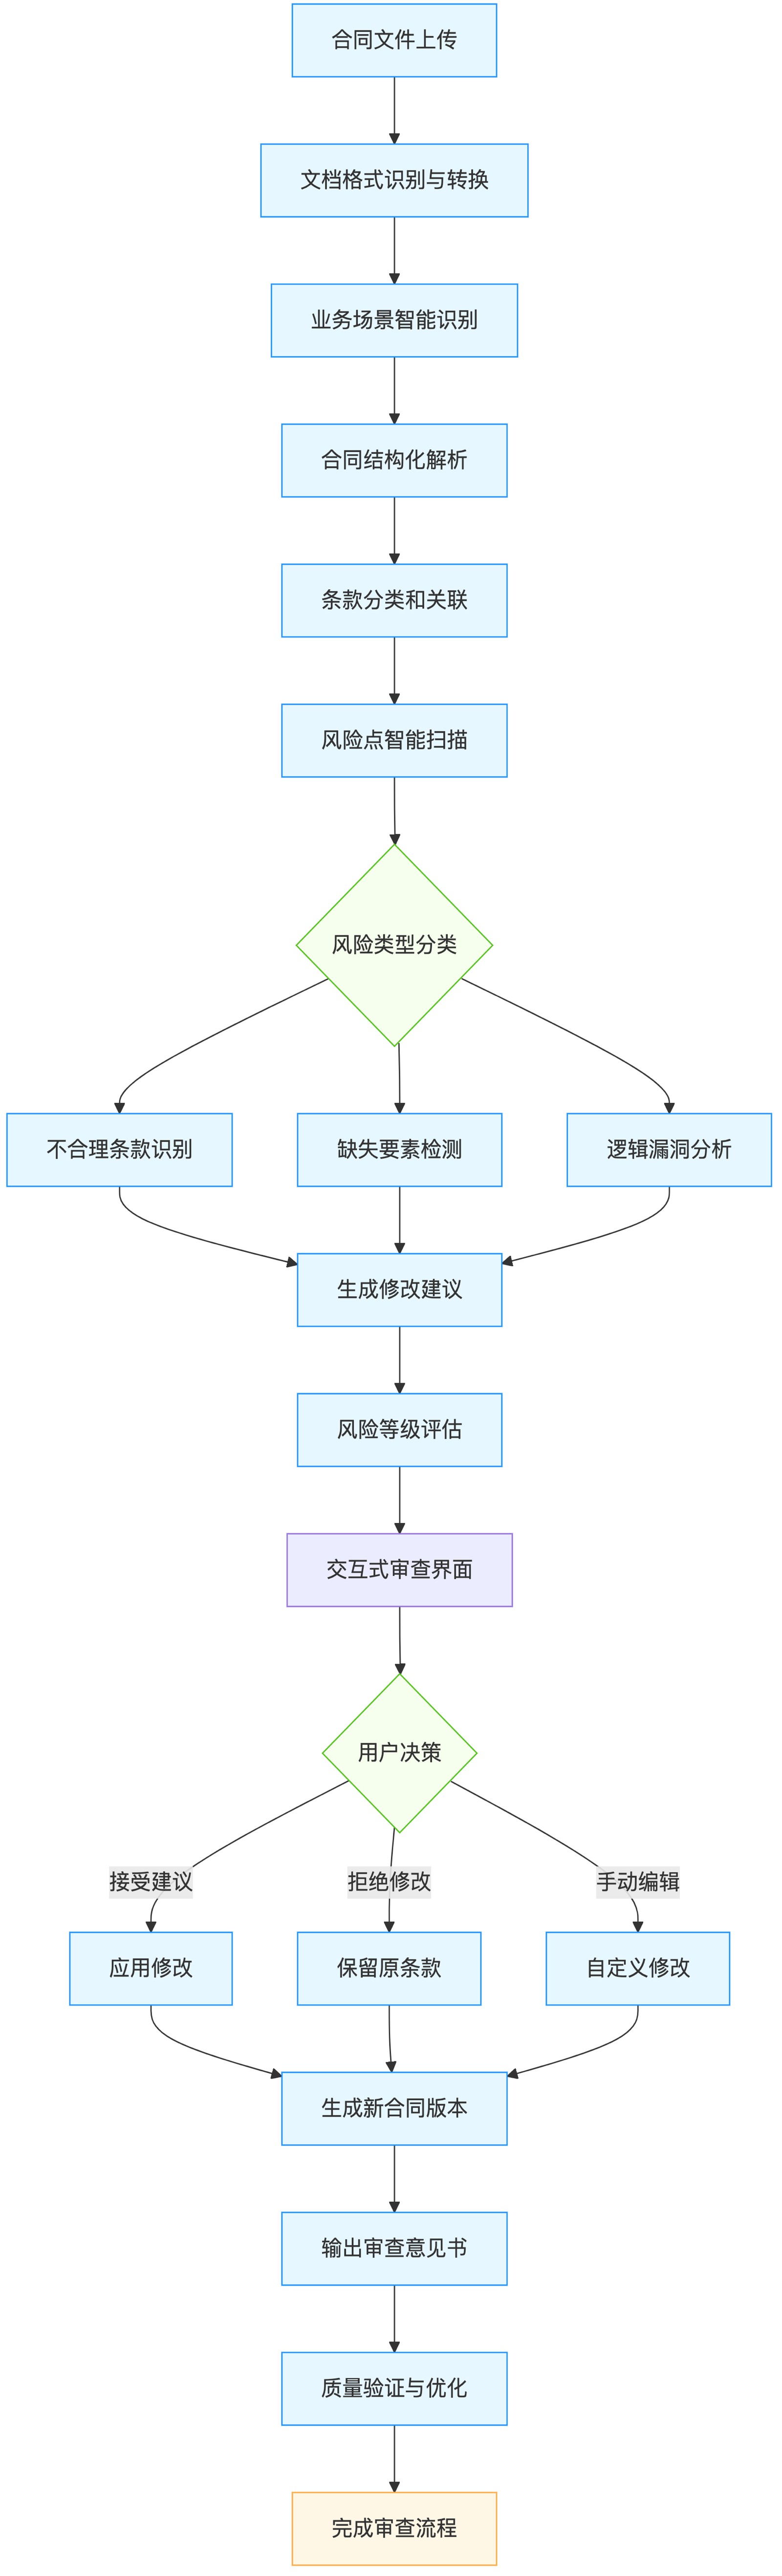 合同文件上传
文档格式识别与转换
业务场景智能识别
合同结构化解析
条款分类和关联
风险点智能扫描
风险类型分类
不合理条款识别
缺失要素检测
逻辑漏洞分析
生成修改建议
风险等级评估
交互式审查界面
用户决策
接受建议
拒绝修改
手动编辑
应用修改
保留原条款
自定义修改
生成新合同版本
输出审查意见书
质量验证与优化
完成审查流程